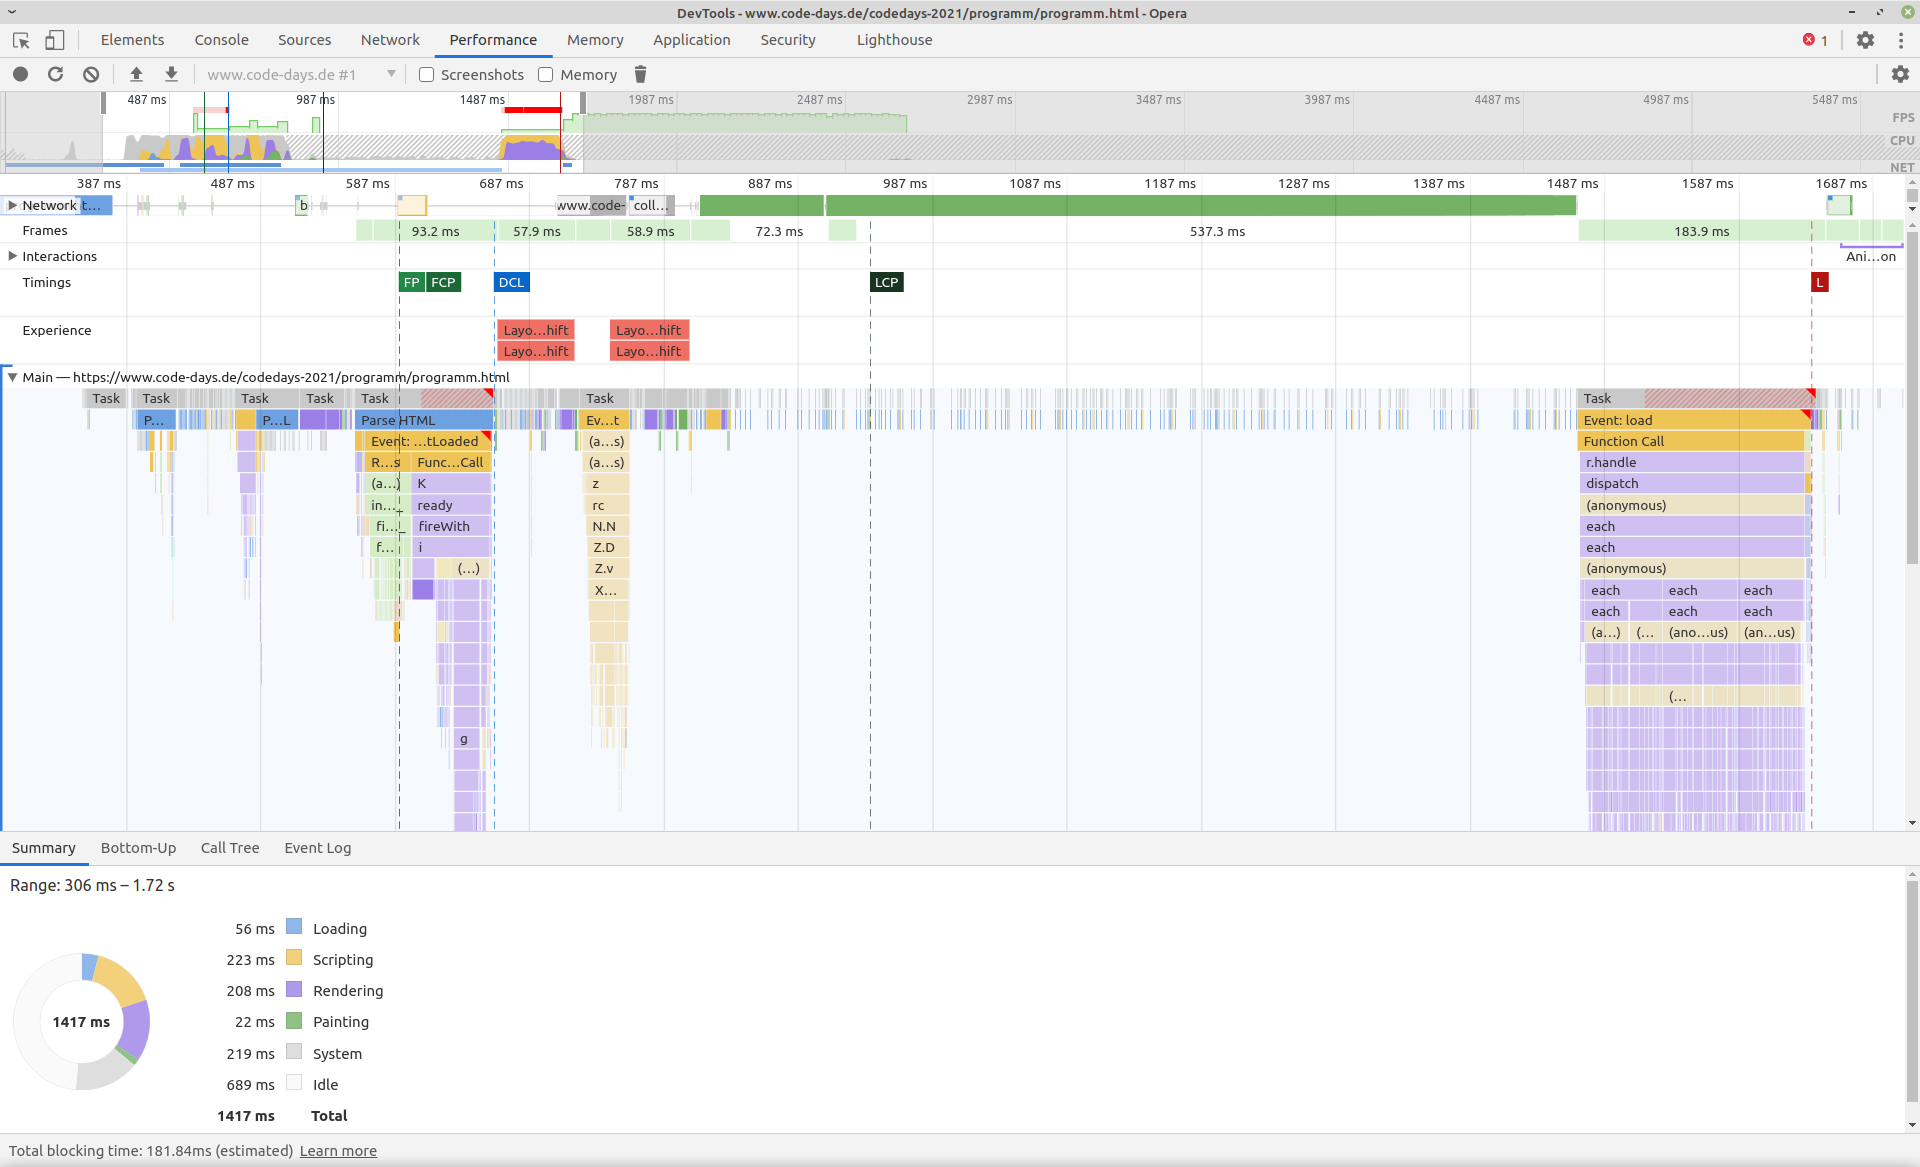 DevTools - www.code-days.de/codedays-2021/programm/programm.html - Opera
Elements Console Sources Network Performance Memory Application Security Lighthouse 1
www.code-days.de #1 Screenshots Memory
487 ms 987 ms 1487 ms 1987 ms 2487 ms 2987 ms 3487 ms 3987 ms 4487 ms 4987 ms 5487 ms
FPS
CPU
NET
387 ms 487 ms 587 ms 687 ms 787 ms 887 ms 987 ms 1087 ms 1187 ms 1287 ms 1387 ms 1487 ms 1587 ms 1687 ms
Network t… b www.code- coll…
Frames 93.2 ms 57.9 ms 58.9 ms 72.3 ms 537.3 ms 183.9 ms
Interactions Ani…on
Timings FP FCP DCL LCP L
Experience Layo…hift Layo…hift
Layo…hift Layo…hift
Main — https://www.code-days.de/codedays-2021/programm/programm.html
Task Task Task Task Task Task Task
P… P…L Parse HTML Ev…t Event: load
Event: …tLoaded (a…s) Function Call
R…s Func…Call (a…s) r.handle
(a…) K z dispatch
in… ready rc (anonymous)
fi… fireWith N.N each
f… i Z.D each
(…) Z.v (anonymous)
X… each each each
each each each
(a…) (… (ano…us) (an…us)
(…
g
Summary Bottom-Up Call Tree Event Log
Range: 306 ms – 1.72 s
56 ms Loading
223 ms Scripting
208 ms Rendering
1417 ms
22 ms Painting
219 ms System
689 ms Idle
1417 ms Total
Total blocking time: 181.84ms (estimated) Learn more